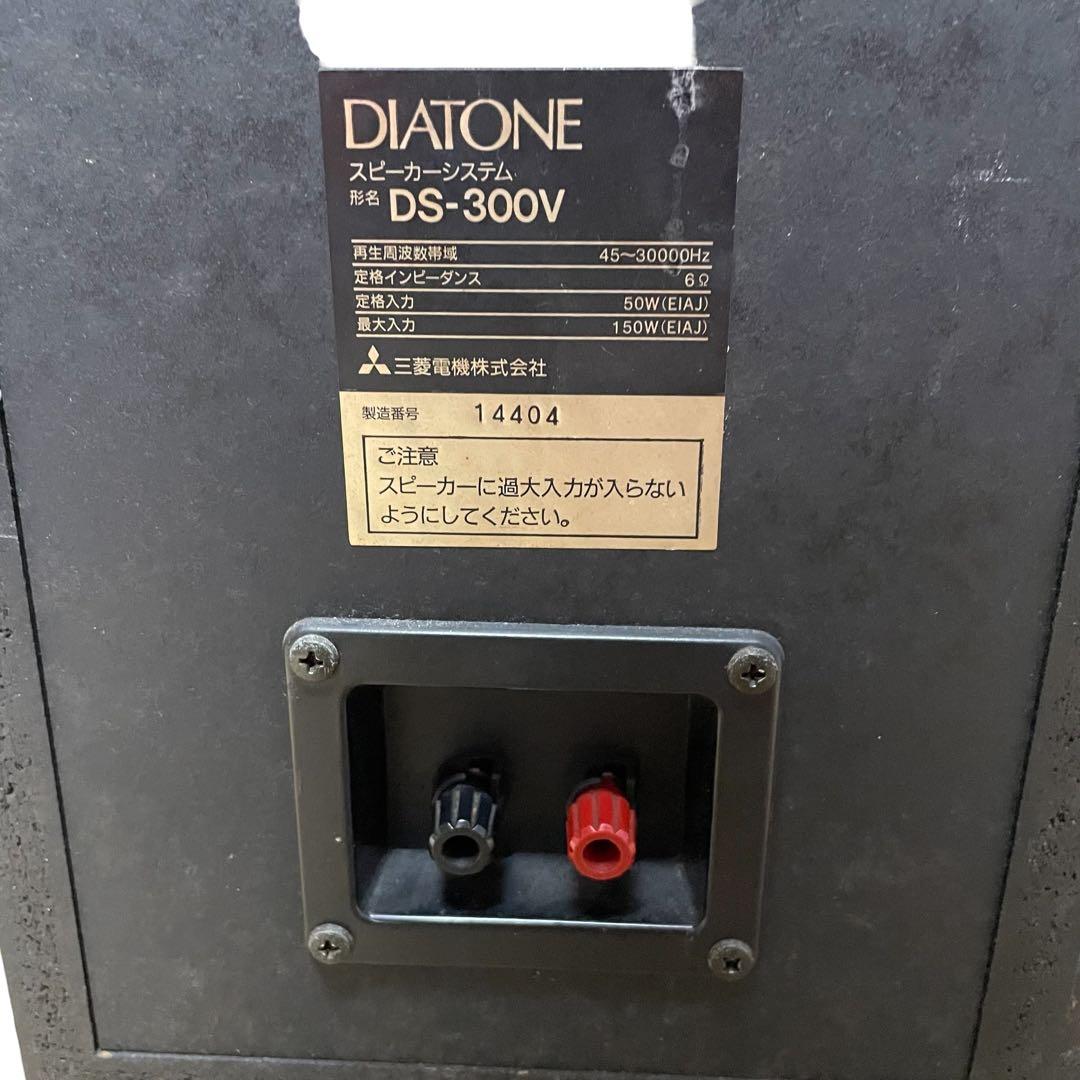 DIATONE
スピーカーシステム
形名 DS-300V
再生周波数帯域 45～30000Hz
定格インピーダンス 6Ω
定格入力 50W(EIAJ)
最大入力 150W(EIAJ)
三菱電機株式会社
製造番号 14404
ご注意
スピーカーに過大入力が入らない
ようにしてください。